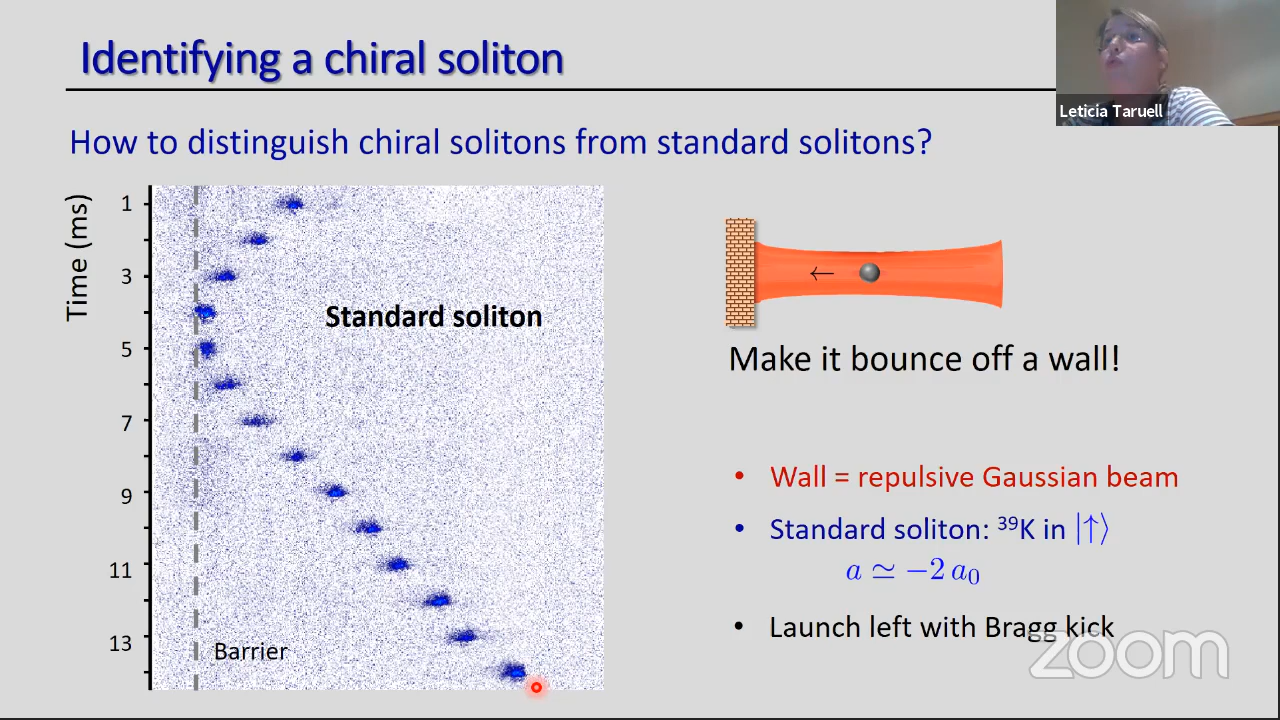 Identifying a chiral soliton
Leticia Taruell
How to distinguish chiral solitons from standard solitons?
Time (ms)
1
3
5
7
9
11
13
Standard soliton
Barrier
Make it bounce off a wall!
• Wall = repulsive Gaussian beam
• Standard soliton: ³⁹K in |↑⟩
a ≃ −2 a₀
• Launch left with Bragg kick
zoom